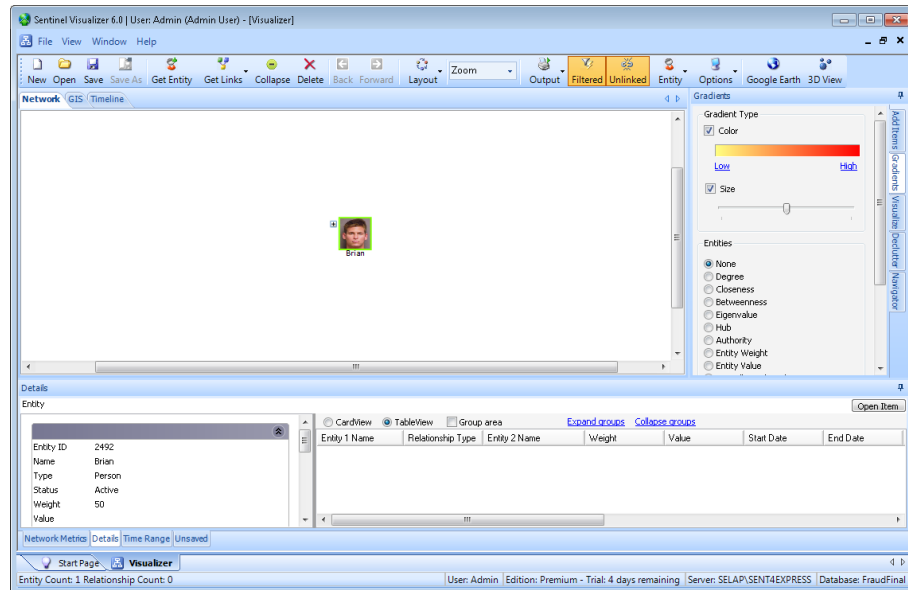 Sentinel Visualizer 6.0 | User: Admin (Admin User) - [Visualizer]
File View Window Help
New Open Save Save As Get Entity Get Links Collapse Delete Back Forward Layout Zoom Output Filtered Unlinked Entity Options Google Earth 3D View
Network GIS Timeline
Gradients
Gradient Type
Color
Low High
Size
Entities
None
Degree
Closeness
Betweenness
Eigenvalue
Hub
Authority
Entity Weight
Entity Value
Add Items
Gradients
Visualize
Declutter
Navigator
Brian
Details
Entity
Open Item
CardView TableView Group area Expand groups Collapse groups
Entity 1 Name Relationship Type Entity 2 Name Weight Value Start Date End Date
Entity ID 2492
Name Brian
Type Person
Status Active
Weight 50
Value
Network Metrics Details Time Range Unsaved
Start Page Visualizer
Entity Count: 1 Relationship Count: 0 User: Admin Edition: Premium - Trial: 4 days remaining Server: SELAP\SENT4EXPRESS Database: FraudFinal